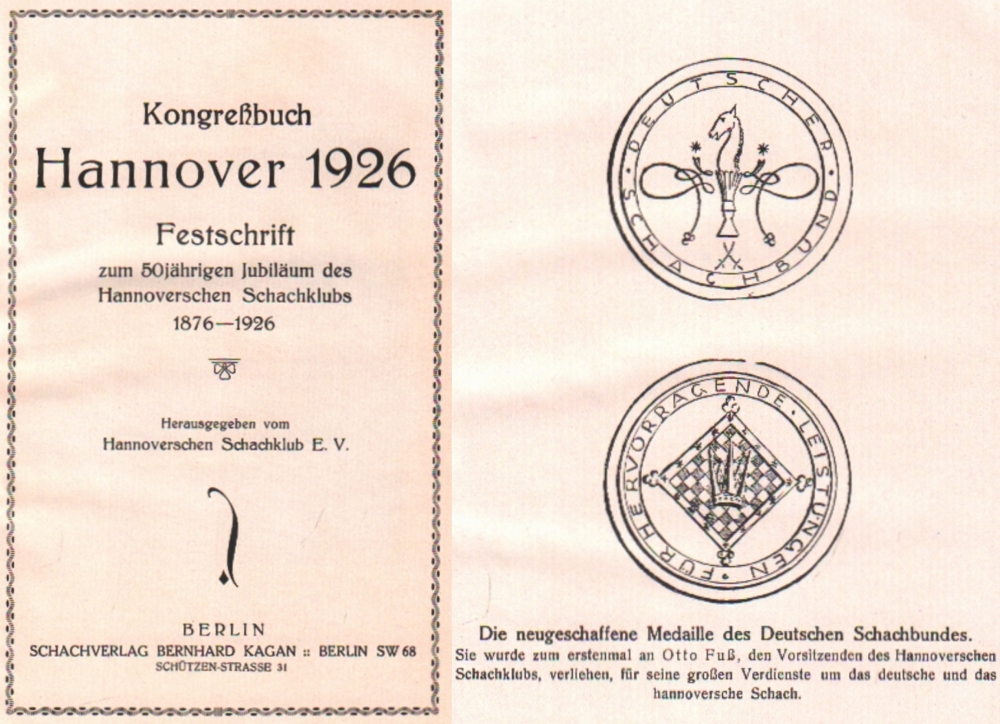 Kongreßbuch
Hannover 1926
Festschrift
zum 50jährigen Jubiläum des
Hannoverschen Schachklubs
1876—1926
Herausgegeben vom
Hannoverschen Schachklub E. V.
BERLIN
SCHACHVERLAG BERNHARD KAGAN :: BERLIN SW 68
SCHÜTZEN-STRASSE 31
DEUTSCHER · SCHACHBUND ·
FÜR HERVORRAGENDE · LEISTUNGEN ·
Die neugeschaffene Medaille des Deutschen Schachbundes.
Sie wurde zum erstenmal an Otto Fuß, den Vorsitzenden des Hannoverschen
Schachklubs, verliehen, für seine großen Verdienste um das deutsche und das
hannoversche Schach.